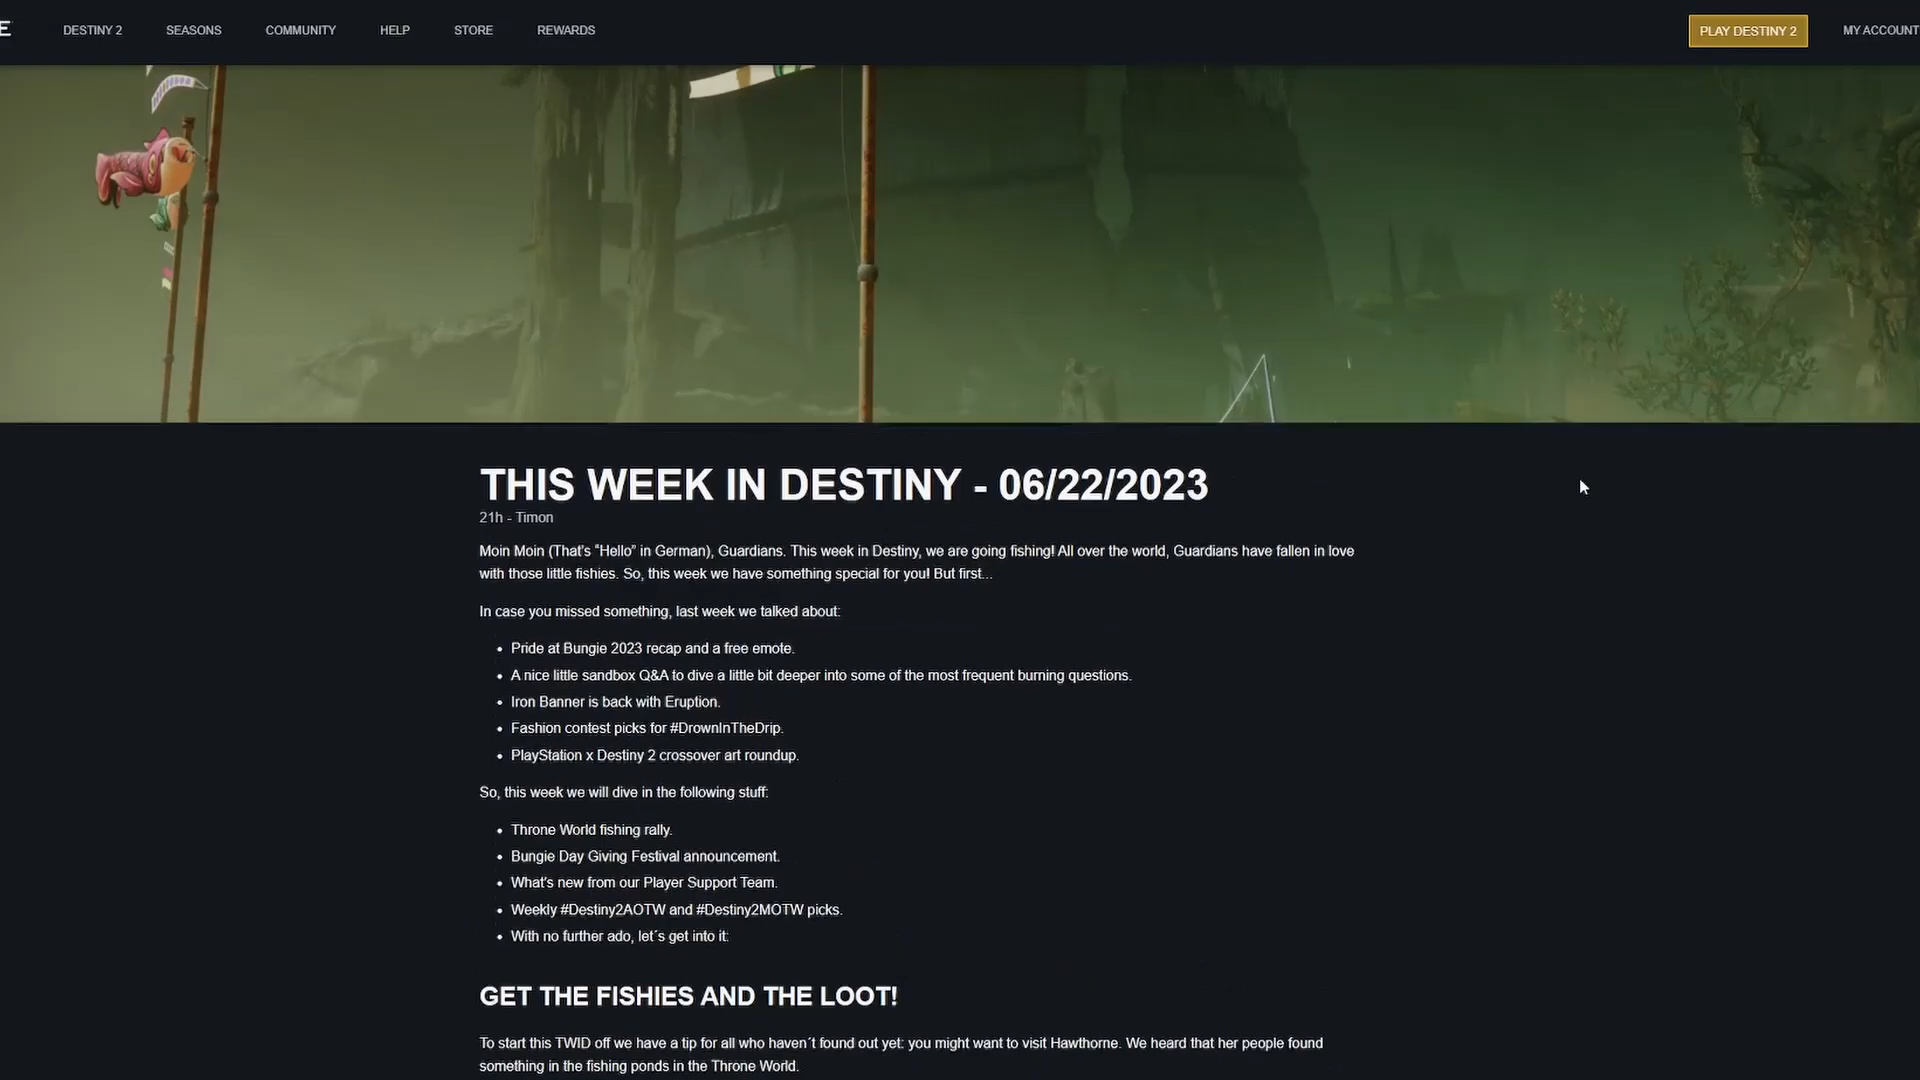 E
DESTINY 2 SEASONS COMMUNITY HELP STORE REWARDS PLAY DESTINY 2 MY ACCOUNT
THIS WEEK IN DESTINY - 06/22/2023
21h - Timon
Moin Moin (That's “Hello” in German), Guardians. This week in Destiny, we are going fishing! All over the world, Guardians have fallen in love
with those little fishies. So, this week we have something special for you! But first...
In case you missed something, last week we talked about:
• Pride at Bungie 2023 recap and a free emote.
• A nice little sandbox Q&A to dive a little bit deeper into some of the most frequent burning questions.
• Iron Banner is back with Eruption.
• Fashion contest picks for #DrownInTheDrip.
• PlayStation x Destiny 2 crossover art roundup.
So, this week we will dive in the following stuff:
• Throne World fishing rally.
• Bungie Day Giving Festival announcement.
• What's new from our Player Support Team.
• Weekly #Destiny2AOTW and #Destiny2MOTW picks.
• With no further ado, let´s get into it:
GET THE FISHIES AND THE LOOT!
To start this TWID off we have a tip for all who haven´t found out yet: you might want to visit Hawthorne. We heard that her people found
something in the fishing ponds in the Throne World.